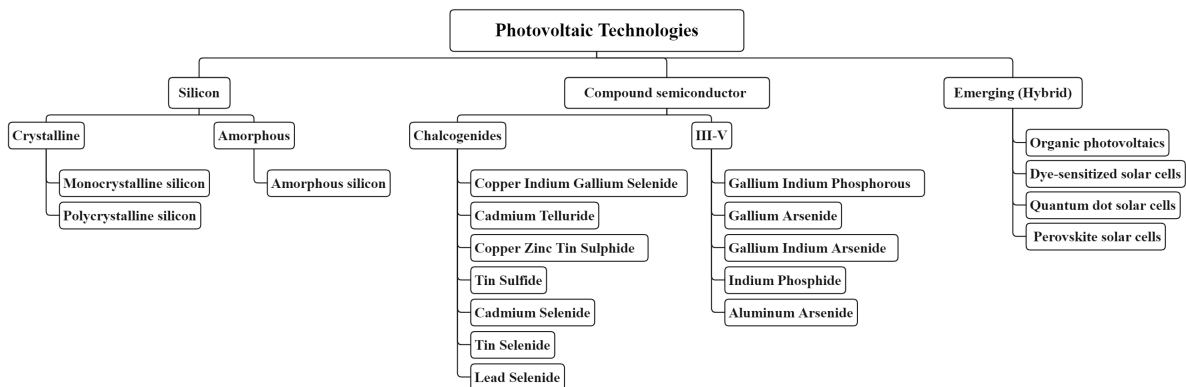 Photovoltaic Technologies
Silicon
Compound semiconductor
Emerging (Hybrid)
Crystalline
Amorphous
Chalcogenides
III-V
Monocrystalline silicon
Polycrystalline silicon
Amorphous silicon
Copper Indium Gallium Selenide
Cadmium Telluride
Copper Zinc Tin Sulphide
Tin Sulfide
Cadmium Selenide
Tin Selenide
Lead Selenide
Gallium Indium Phosphorous
Gallium Arsenide
Gallium Indium Arsenide
Indium Phosphide
Aluminum Arsenide
Organic photovoltaics
Dye-sensitized solar cells
Quantum dot solar cells
Perovskite solar cells